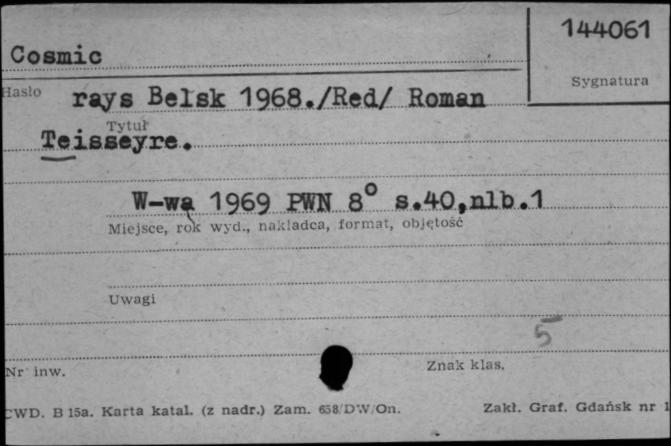 144061
Cosmic
Sygnatura
Hasło
rays Belsk 1968./Red/ Roman
Tytuł
Teisseyre.
W-wa 1969 PWN 8° s.40,nlb.1
Miejsce, rok wyd., nakładca, format, objętość
Uwagi
5
Nr inw.
Znak klas.
CWD. B 15a. Karta katal. (z nadr.) Zam. 658/DW/On.
Zakł. Graf. Gdańsk nr 1